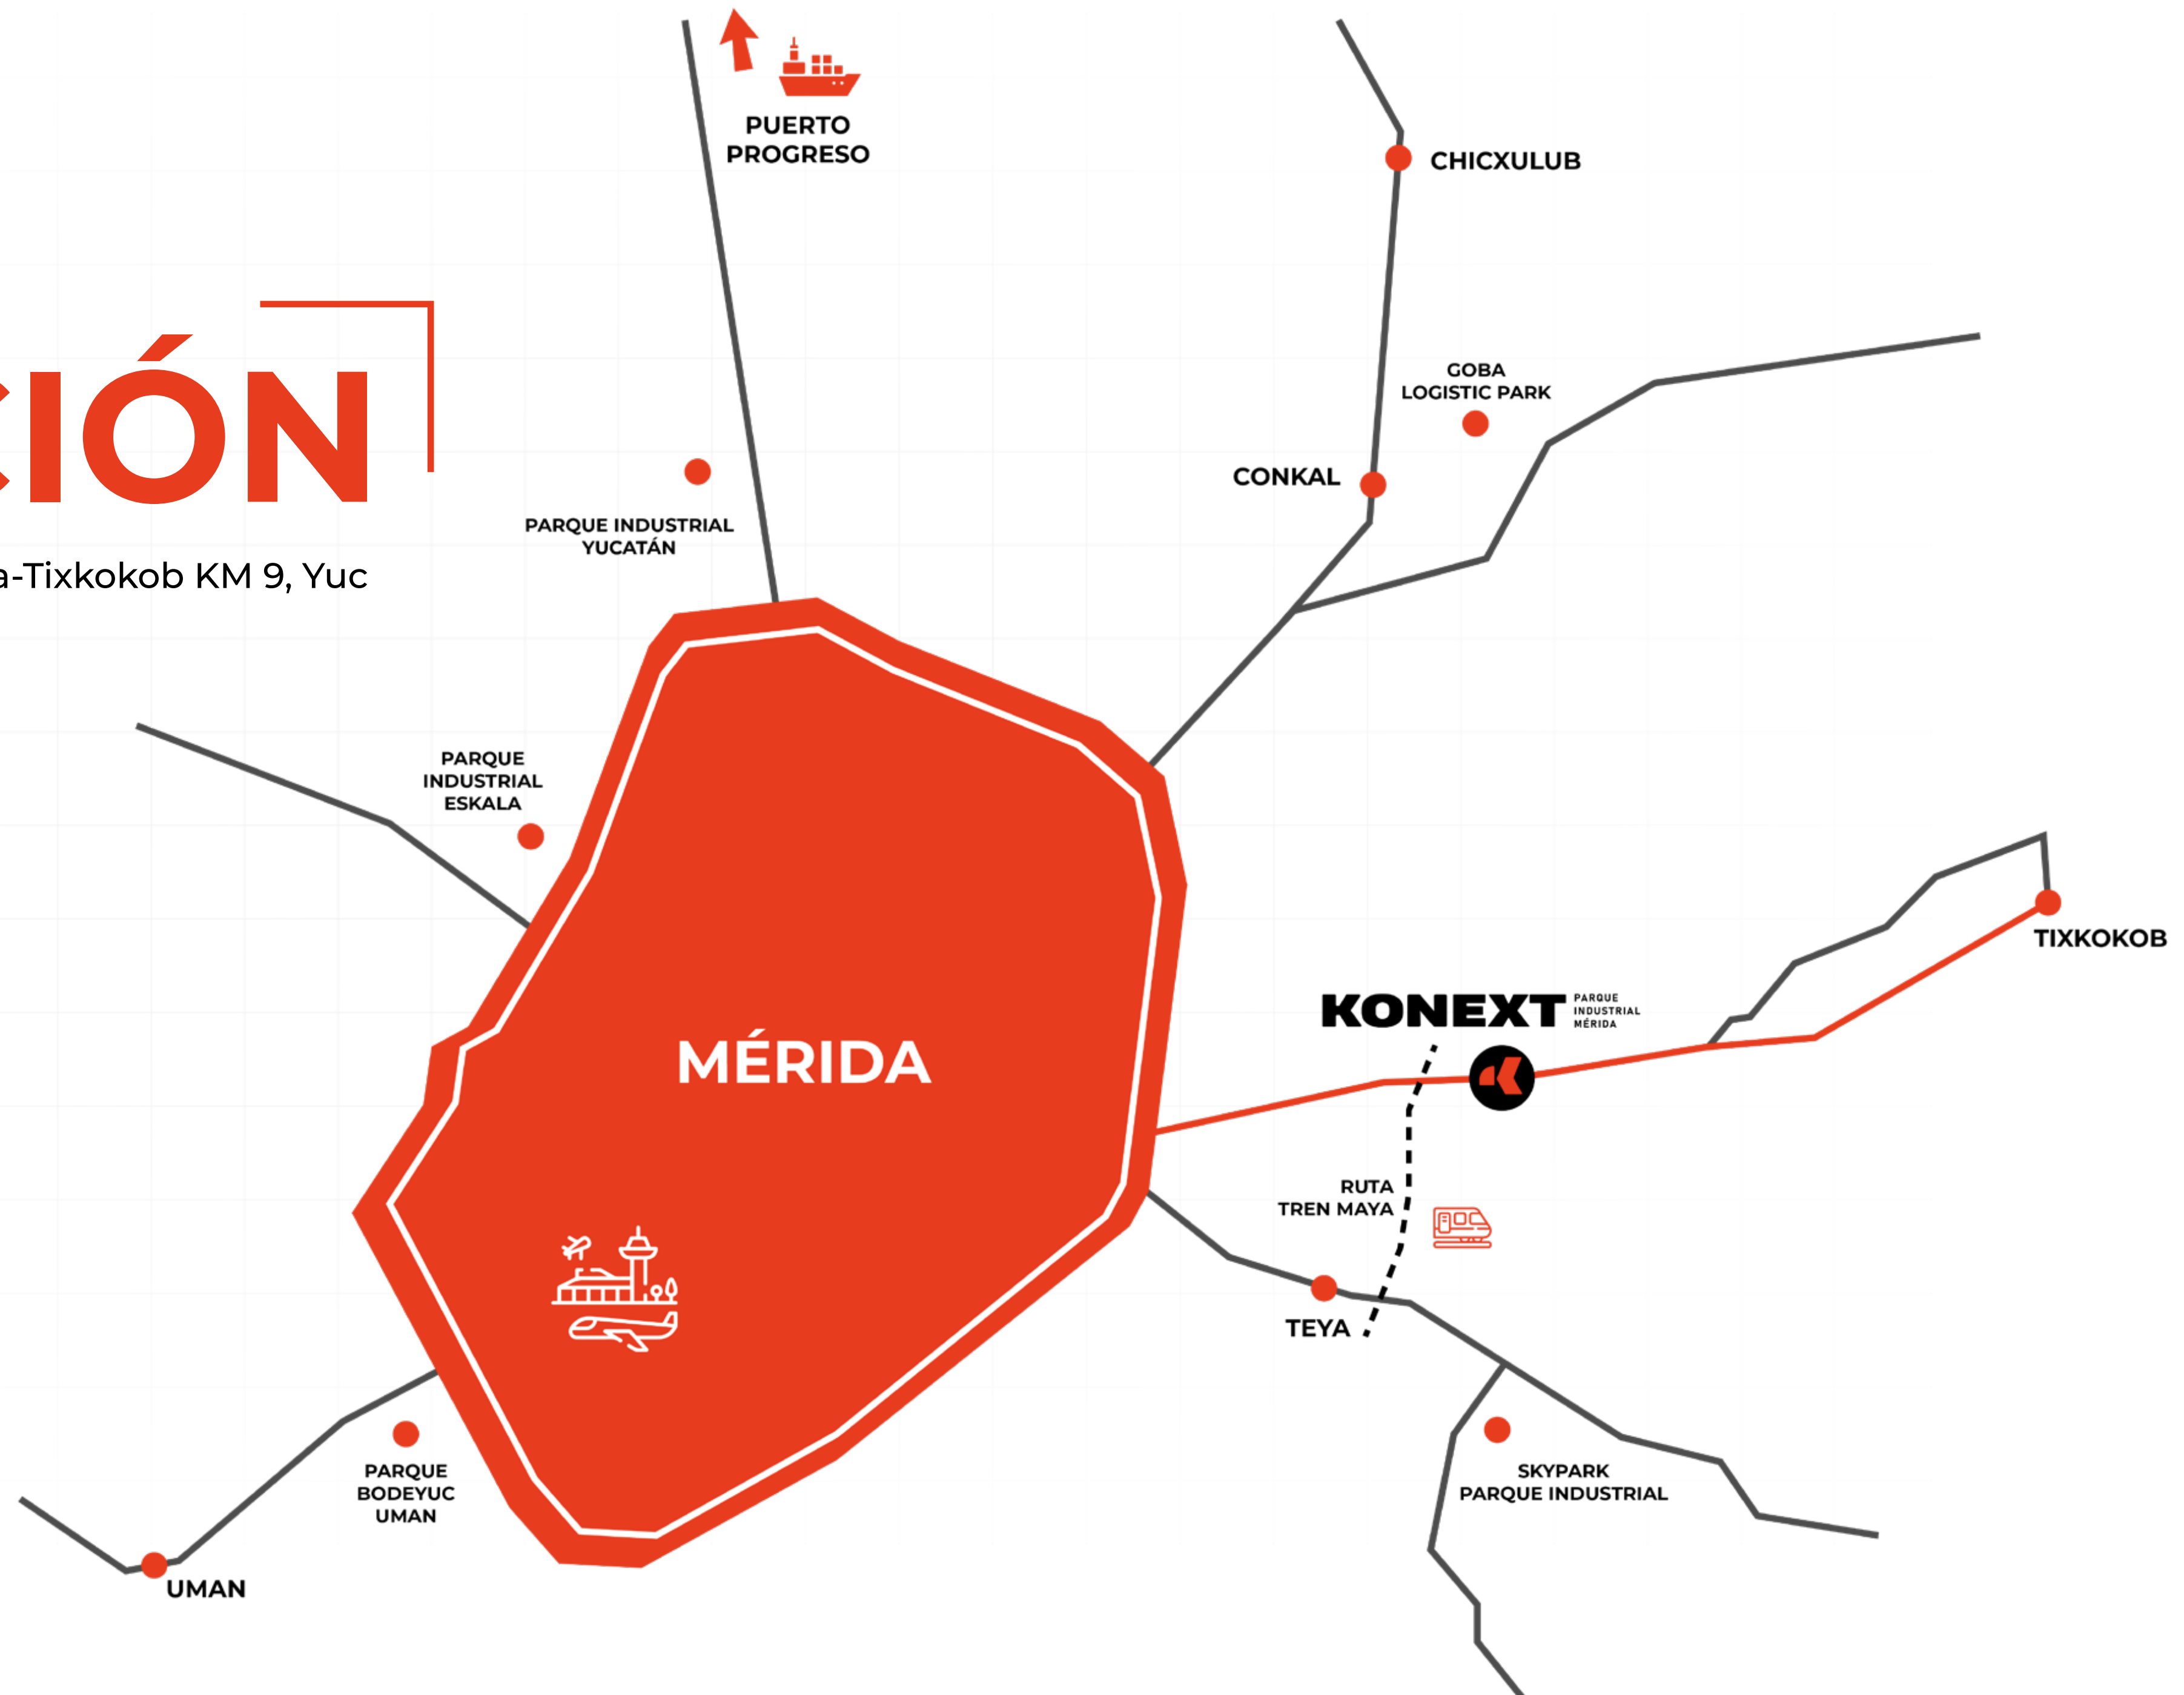 PUERTO
PROGRESO
CHICXULUB
CIÓN
GOBA
LOGISTIC PARK
CONKAL
PARQUE INDUSTRIAL
YUCATÁN
a-Tixkokob KM 9, Yuc
PARQUE
INDUSTRIAL
ESKALA
TIXKOKOB
KONEXT
PARQUE
INDUSTRIAL
MÉRIDA
MÉRIDA
RUTA
TREN MAYA
TEYA
PARQUE
BODEYUC
UMAN
SKYPARK
PARQUE INDUSTRIAL
UMAN